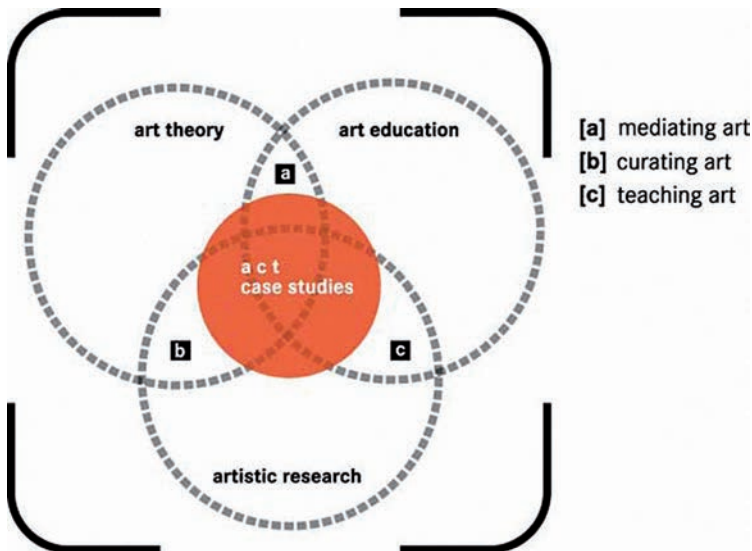 art theory
art education
[a] mediating art
[b] curating art
[c] teaching art
a
a c t
case studies
b
c
artistic research